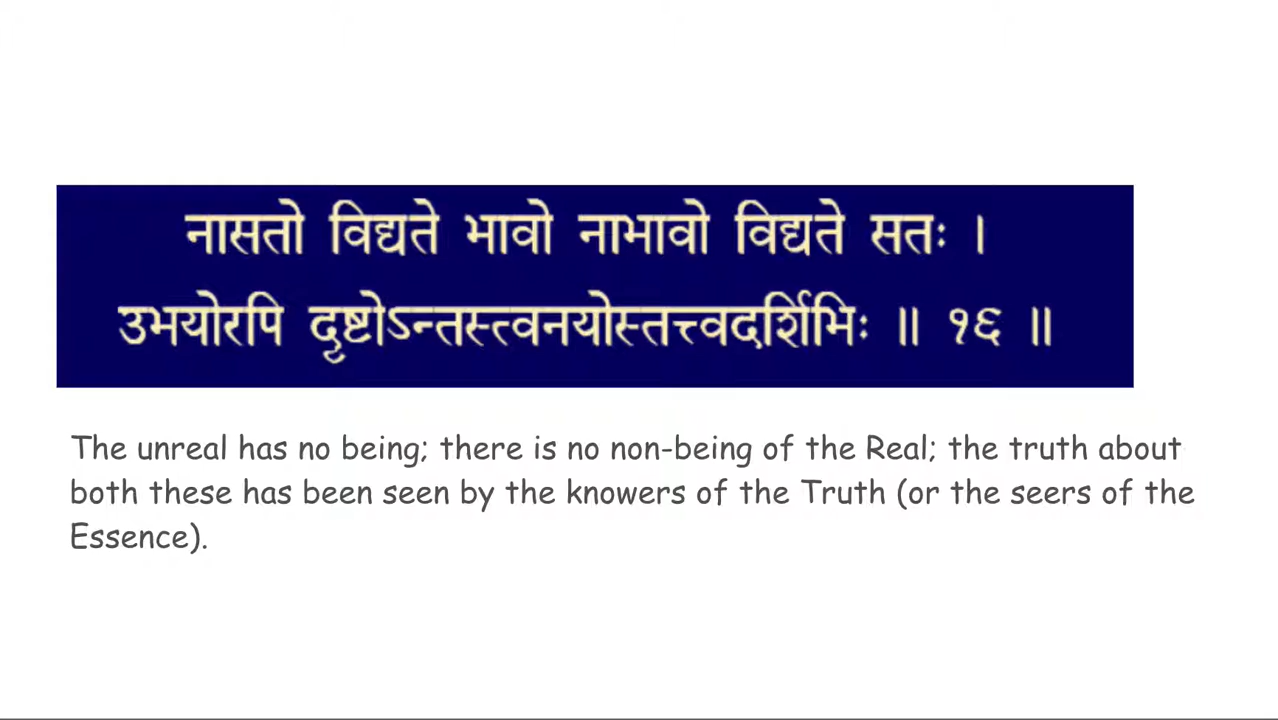 नासतो विद्यते भावो नाभावो विद्यते सतः ।
उभयोरपि दृष्टोऽन्तस्त्वनयोस्तत्त्वदर्शिभिः ॥ १६ ॥
The unreal has no being; there is no non-being of the Real; the truth about
both these has been seen by the knowers of the Truth (or the seers of the
Essence).